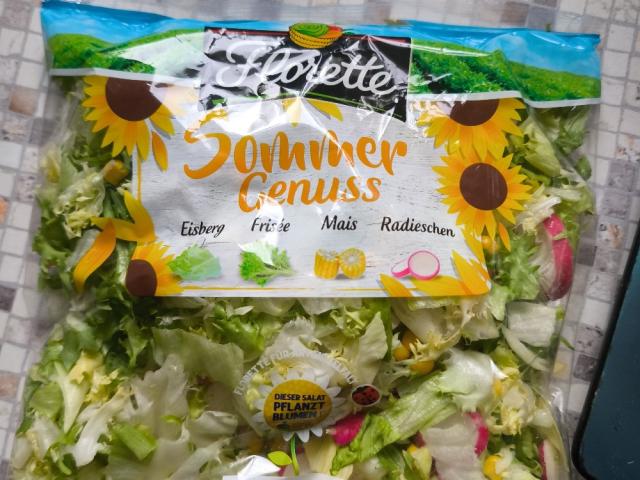 Florette
Sommer
Genuss
Eisberg Frisée Mais Radieschen
DIESER SALAT
PFLANZT
BLUMEN